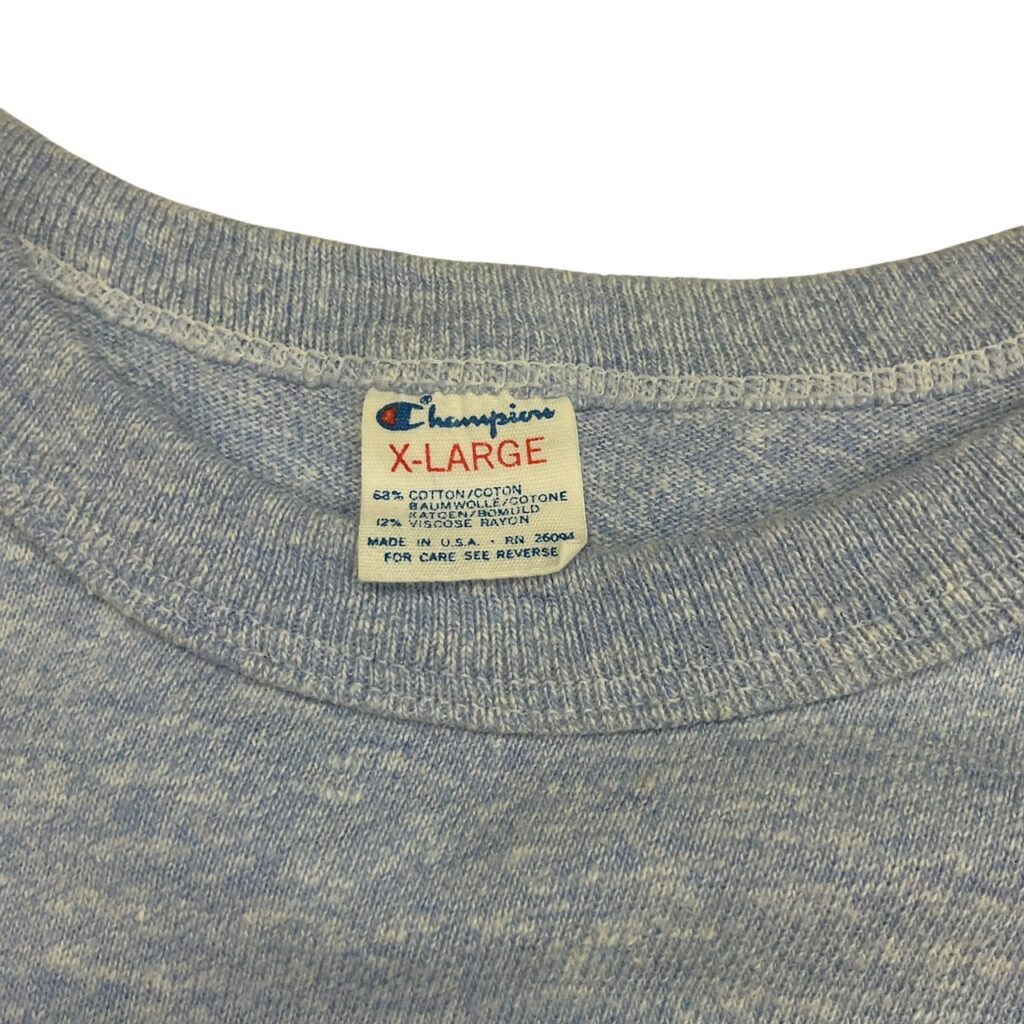 Champion®
X-LARGE
68% COTTON/COTON
BAUMWOLLE/COTONE
KATOEN/BOMULD
12% VISCOSE RAYON
MADE IN U.S.A. · RN 26094
FOR CARE SEE REVERSE